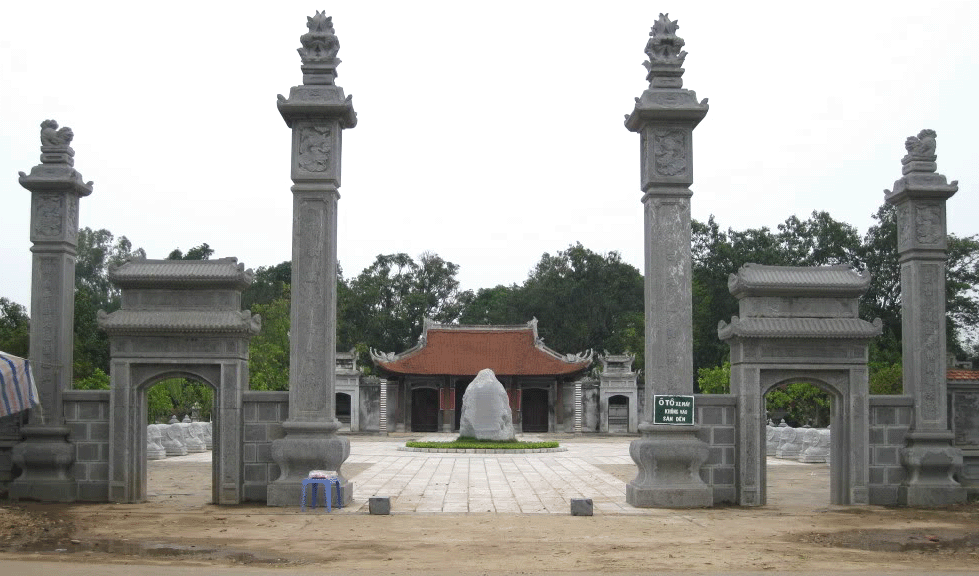 Ô TÔ XE MÁY
KHÔNG VÀO
SÂN ĐỀN